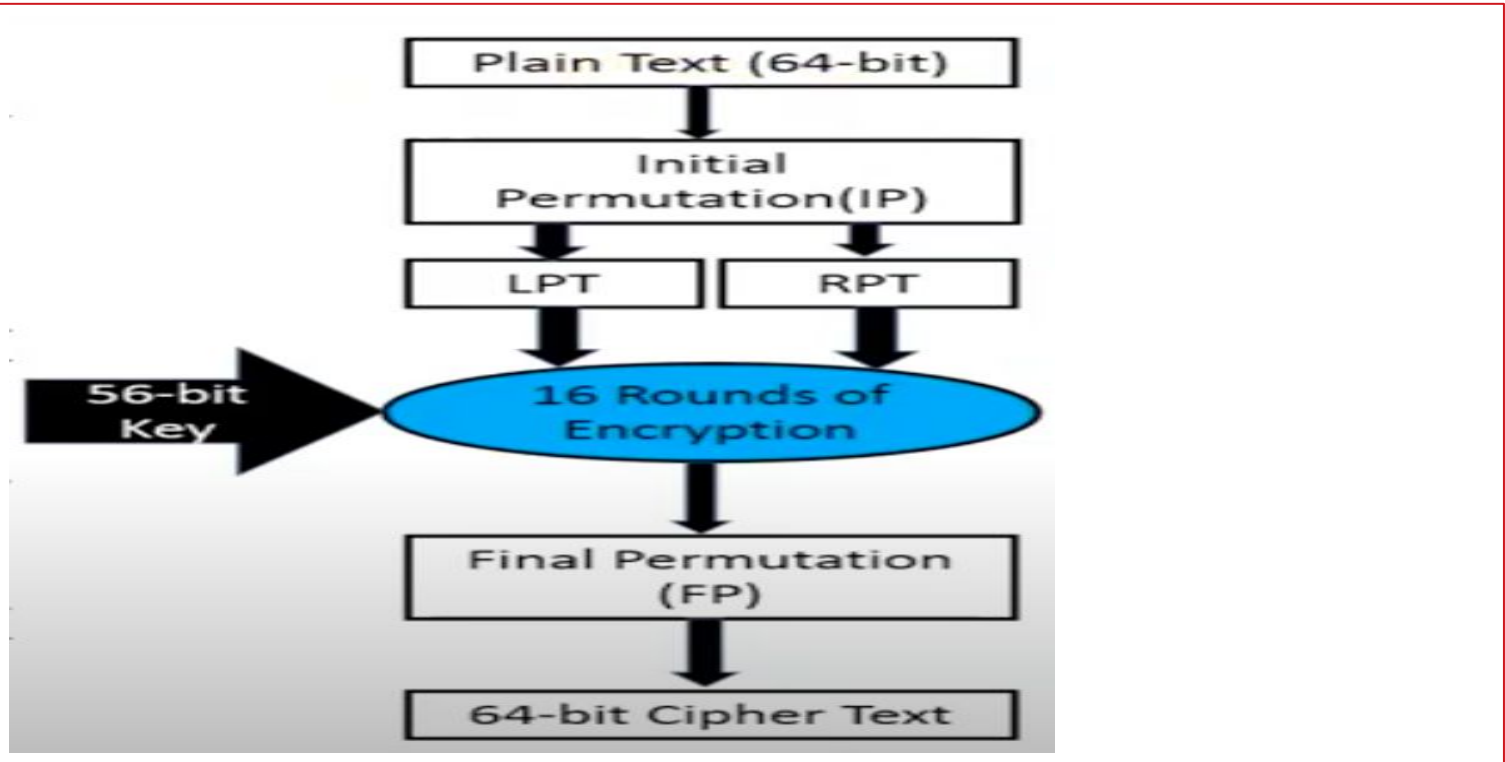 Plain Text (64-bit)
Initial
Permutation(IP)
LPT
RPT
56-bit
Key
16 Rounds of
Encryption
Final Permutation
(FP)
64-bit Cipher Text